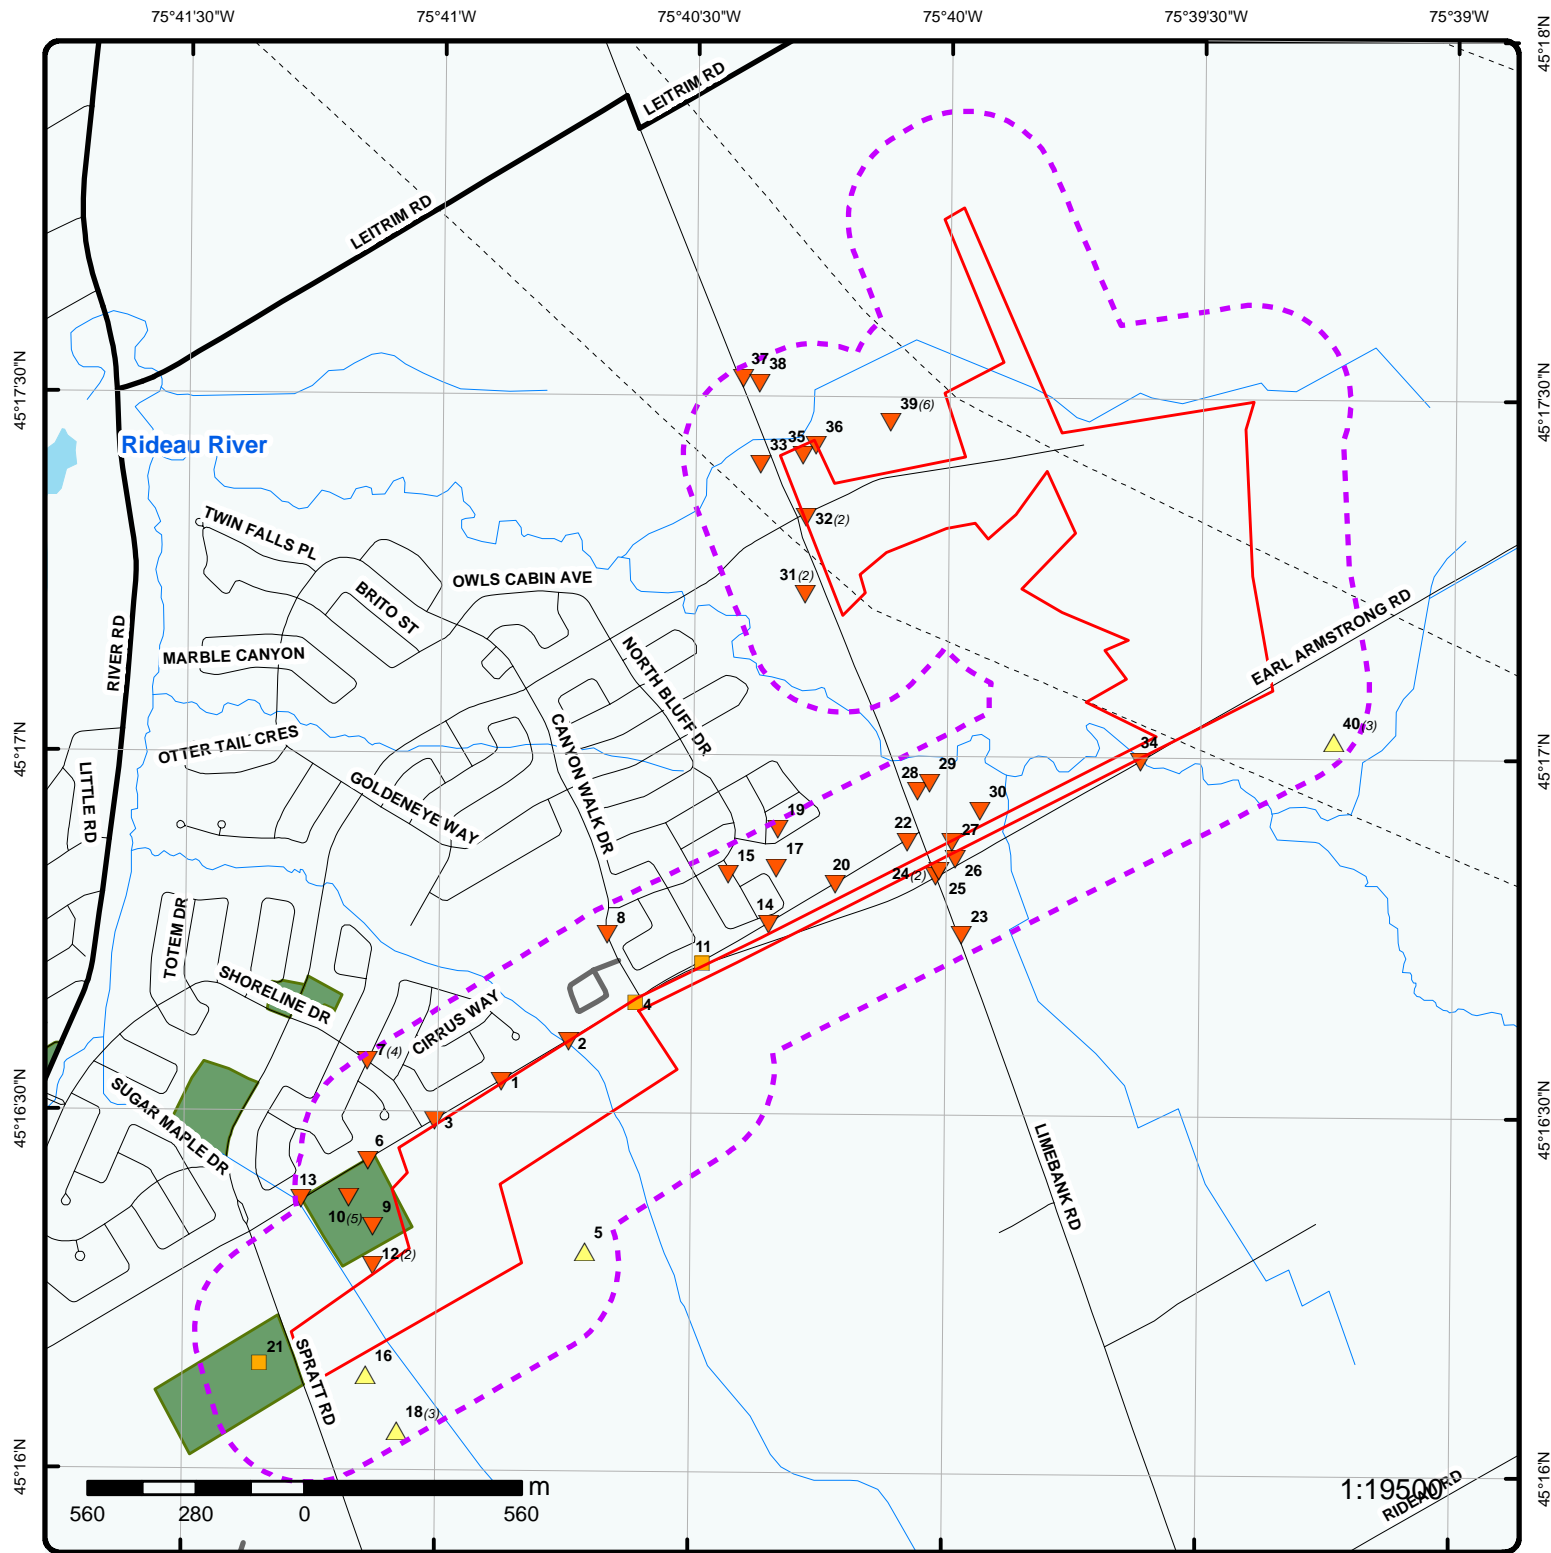 75°41'30"W 75°41'W 75°40'30"W 75°40'W 75°39'30"W 75°39'W
45°18'N
LEITRIM RD
LEITRIM RD
45°17'30"N
45°17'30"N
37 38
39(6)
36
35
33
Rideau River
32(2)
TWIN FALLS PL
OWLS CABIN AVE
31(2)
BRITO ST
RIVER RD
MARBLE CANYON
NORTH BLUFF DR
EARL ARMSTRONG RD
45°17'N
45°17'N
OTTER TAIL CRES
CANYON WALK DR
40(3)
34
LITTLE RD
GOLDENEYE WAY
28 29
30
19
22 27
15 17
20 24(2) 26
25
14
8
23
TOTEM DR
11
SHORELINE DR
4
CIRRUS WAY
2
7(4)
1
SUGAR MAPLE DR
3
45°16'30"N
45°16'30"N
6
13
LIMEBANK RD
10(5) 9
5
12(2)
21
16
SPRATT RD
18(3)
45°16'N
45°16'N
m
1:19500
RIDEAU RD
560 280 0 560